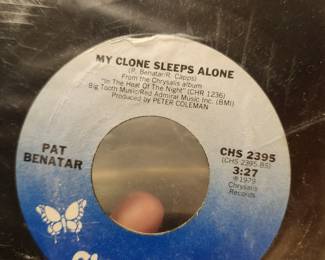 MY CLONE SLEEPS ALONE
(P. Benatar/R. Capps)
From the Chrysalis album
"In The Heat Of The Night" (CHR 1236)
Big Tooth Music/Red Admiral Music Inc. (BMI)
Produced by PETER COLEMAN
PAT
BENATAR
CHS 2395
(CHS 2395-BS)
3:27
℗ 1979
Chrysalis
Records